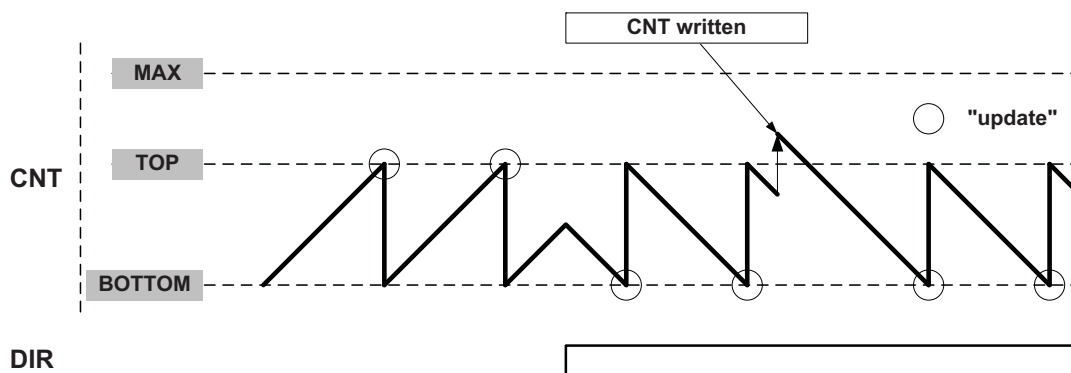 CNT written
MAX
"update"
TOP
CNT
BOTTOM
DIR